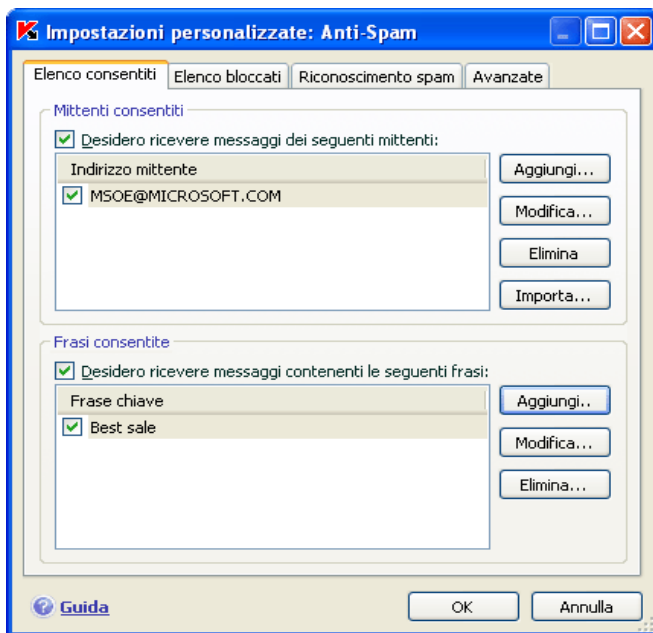 Impostazioni personalizzate: Anti-Spam
Elenco consentiti Elenco bloccati Riconoscimento spam Avanzate
Mittenti consentiti
Desidero ricevere messaggi dei seguenti mittenti:
Indirizzo mittente
MSOE@MICROSOFT.COM
Aggiungi...
Modifica...
Elimina
Importa...
Frasi consentite
Desidero ricevere messaggi contenenti le seguenti frasi:
Frase chiave
Best sale
Aggiungi..
Modifica...
Elimina...
Guida
OK
Annulla